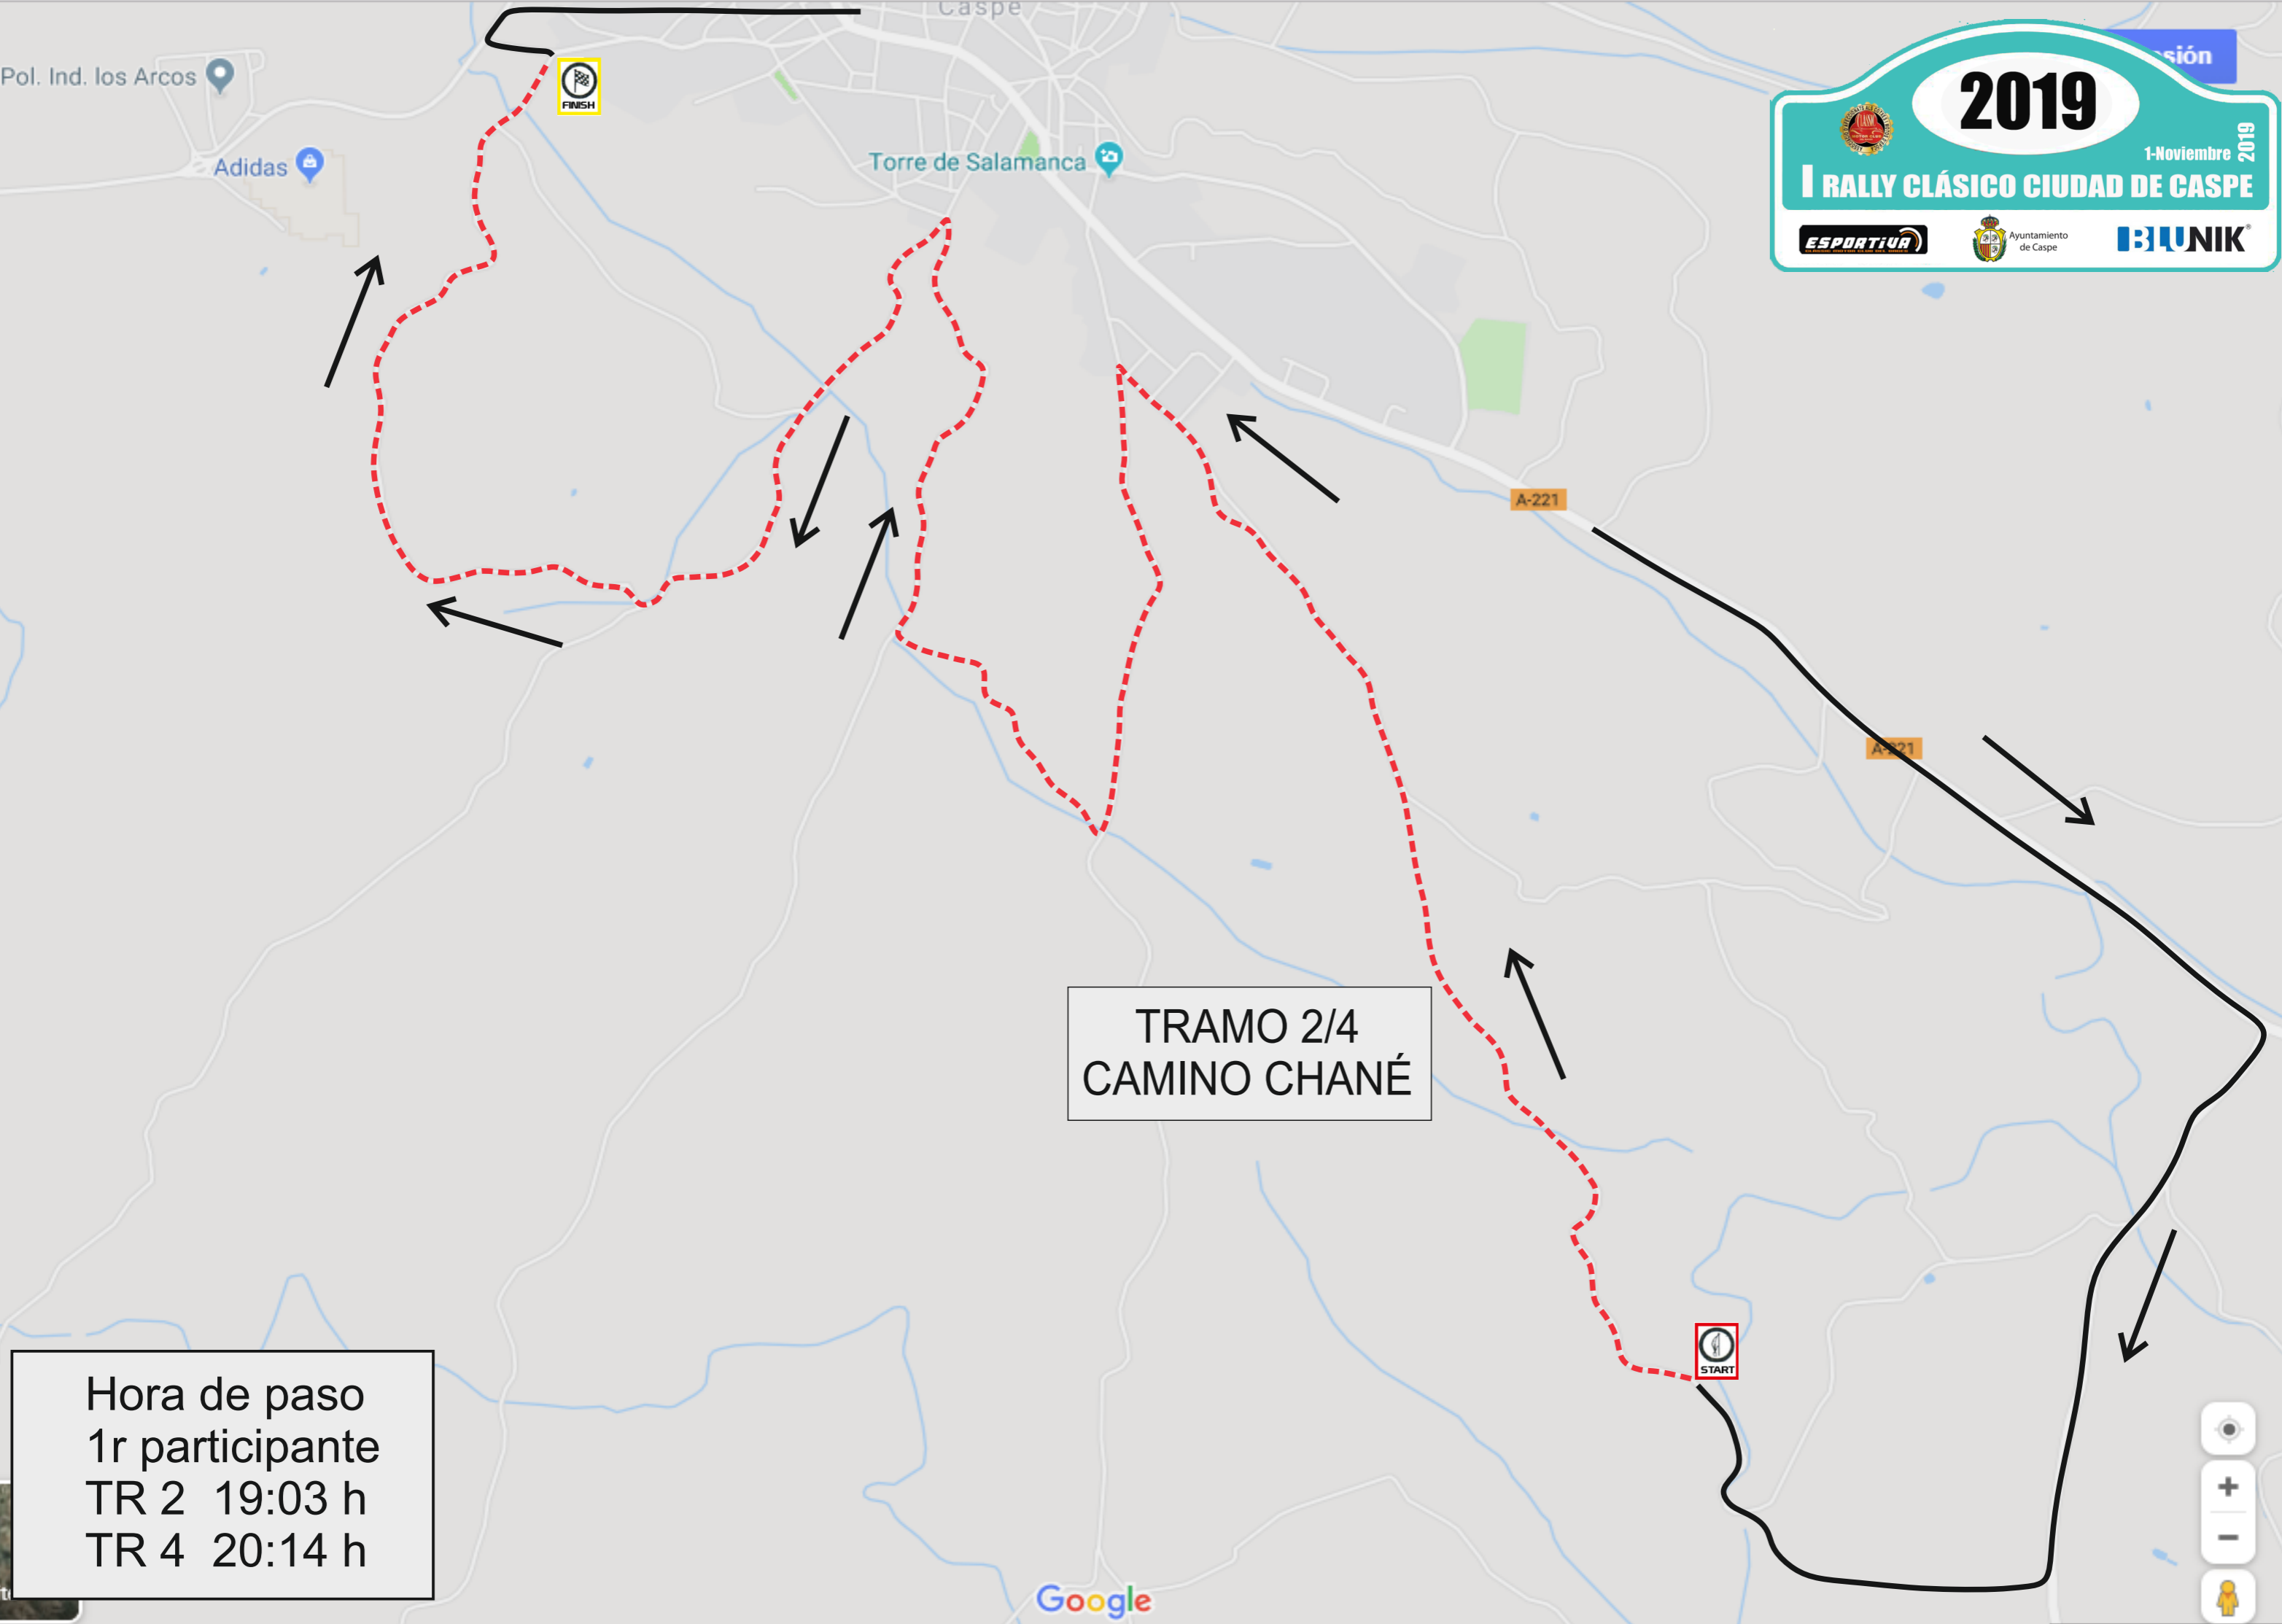 Caspe
Pol. Ind. los Arcos
Adidas
FINISH
Torre de Salamanca
sión
2019
1-Noviembre
2019
I RALLY CLÁSICO CIUDAD DE CASPE
CLASSIC
ESPORTIVA
Ayuntamiento
de Caspe
BLUNIK
A-221
A-221
TRAMO 2/4
CAMINO CHANÉ
START
Hora de paso
1r participante
TR 2 19:03 h
TR 4 20:14 h
Google